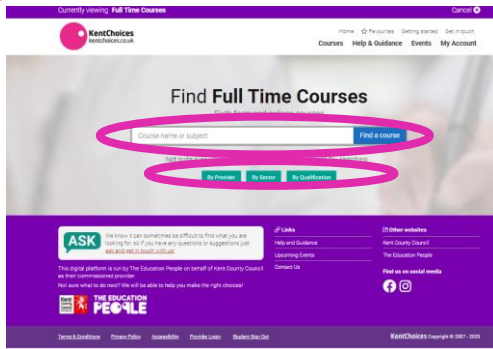 Currently viewing Full Time Courses
Cancel
KentChoices
kentchoices.co.uk
Home Favourites Getting started Get in touch
Courses Help & Guidance Events My Account
Find Full Time Courses
Sixth form and college courses
Course name or subject
Find a course
Not sure
By Provider By Sector By Qualification
ASK
We know it can sometimes be difficult to find what you are
looking for, so if you have any questions or suggestions just
ask and get in touch with us!
This digital platform is run by The Education People on behalf of Kent County Council
as their commissioned provider.
Not sure what to do next? We will be able to help you make the right choices!
Kent
County
Council
THE EDUCATION
PEOPLE
Links
Help and Guidance
Upcoming Events
Contact Us
Other websites
Kent County Council
The Education People
Find us on social media
Terms & Conditions Privacy Policy Accessibility Provider Login Student Sign Out
KentChoices Copyright © 2007 - 2020